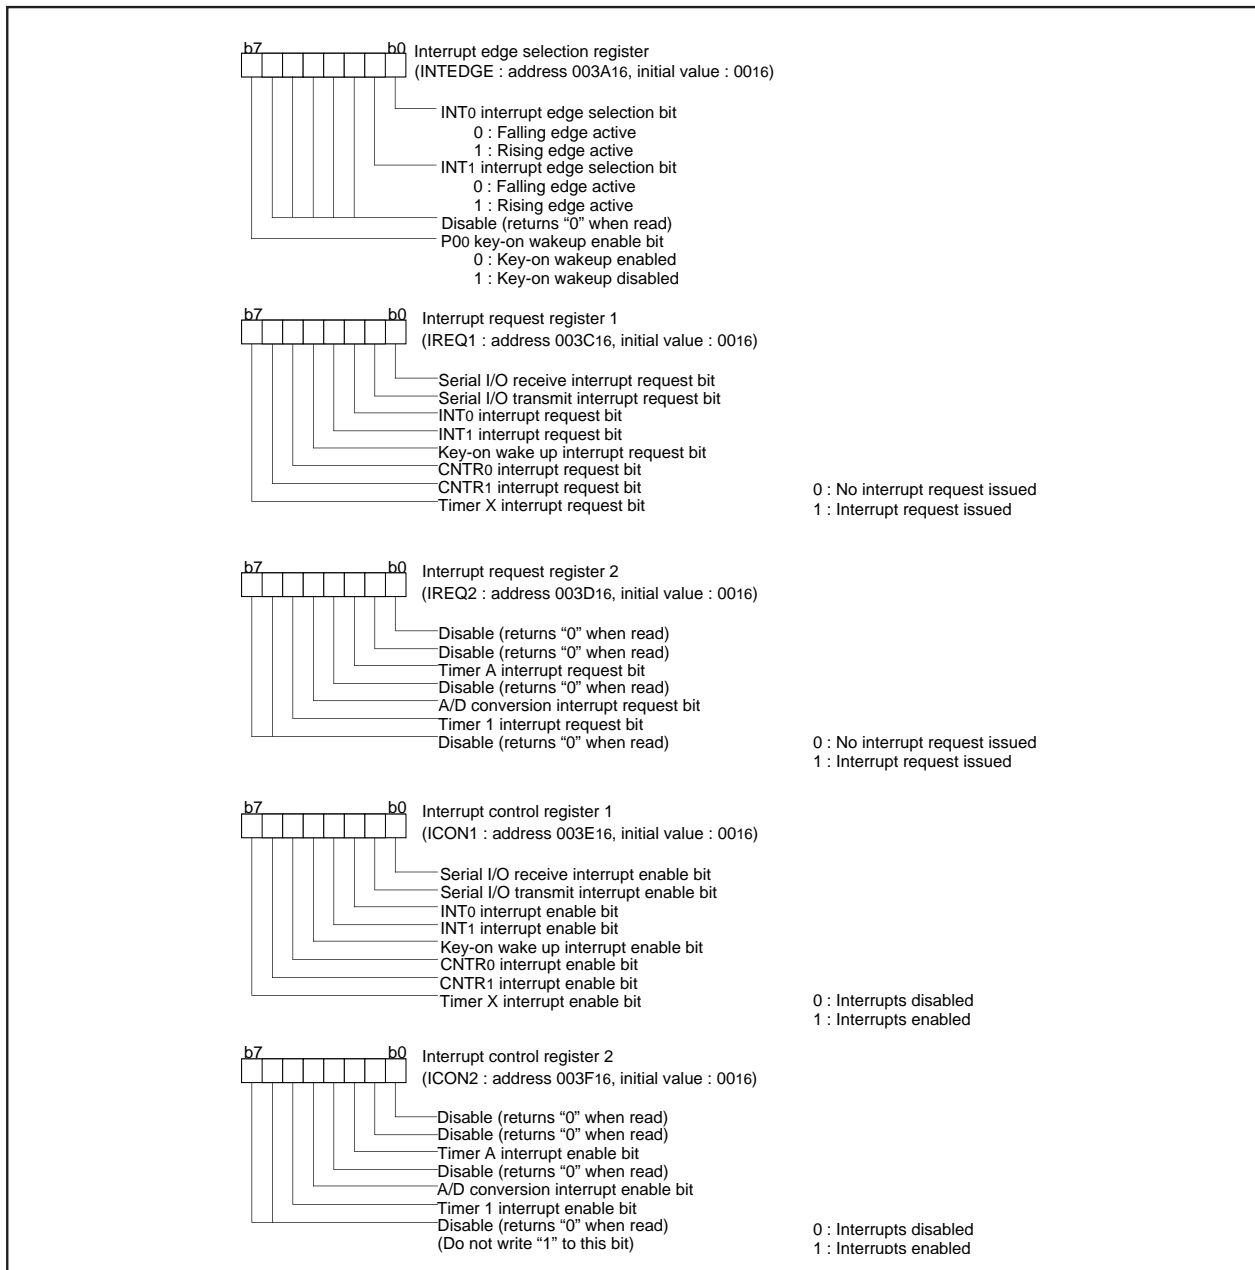 b7 b0 Interrupt edge selection register
(INTEDGE : address 003A16, initial value : 0016)
INT0 interrupt edge selection bit
0 : Falling edge active
1 : Rising edge active
INT1 interrupt edge selection bit
0 : Falling edge active
1 : Rising edge active
Disable (returns “0” when read)
P00 key-on wakeup enable bit
0 : Key-on wakeup enabled
1 : Key-on wakeup disabled
b7 b0 Interrupt request register 1
(IREQ1 : address 003C16, initial value : 0016)
Serial I/O receive interrupt request bit
Serial I/O transmit interrupt request bit
INT0 interrupt request bit
INT1 interrupt request bit
Key-on wake up interrupt request bit
CNTR0 interrupt request bit
CNTR1 interrupt request bit
Timer X interrupt request bit
0 : No interrupt request issued
1 : Interrupt request issued
b7 b0 Interrupt request register 2
(IREQ2 : address 003D16, initial value : 0016)
Disable (returns “0” when read)
Disable (returns “0” when read)
Timer A interrupt request bit
Disable (returns “0” when read)
A/D conversion interrupt request bit
Timer 1 interrupt request bit
Disable (returns “0” when read)
0 : No interrupt request issued
1 : Interrupt request issued
b7 b0 Interrupt control register 1
(ICON1 : address 003E16, initial value : 0016)
Serial I/O receive interrupt enable bit
Serial I/O transmit interrupt enable bit
INT0 interrupt enable bit
INT1 interrupt enable bit
Key-on wake up interrupt enable bit
CNTR0 interrupt enable bit
CNTR1 interrupt enable bit
Timer X interrupt enable bit
0 : Interrupts disabled
1 : Interrupts enabled
b7 b0 Interrupt control register 2
(ICON2 : address 003F16, initial value : 0016)
Disable (returns “0” when read)
Disable (returns “0” when read)
Timer A interrupt enable bit
Disable (returns “0” when read)
A/D conversion interrupt enable bit
Timer 1 interrupt enable bit
Disable (returns “0” when read)
(Do not write “1” to this bit)
0 : Interrupts disabled
1 : Interrupts enabled